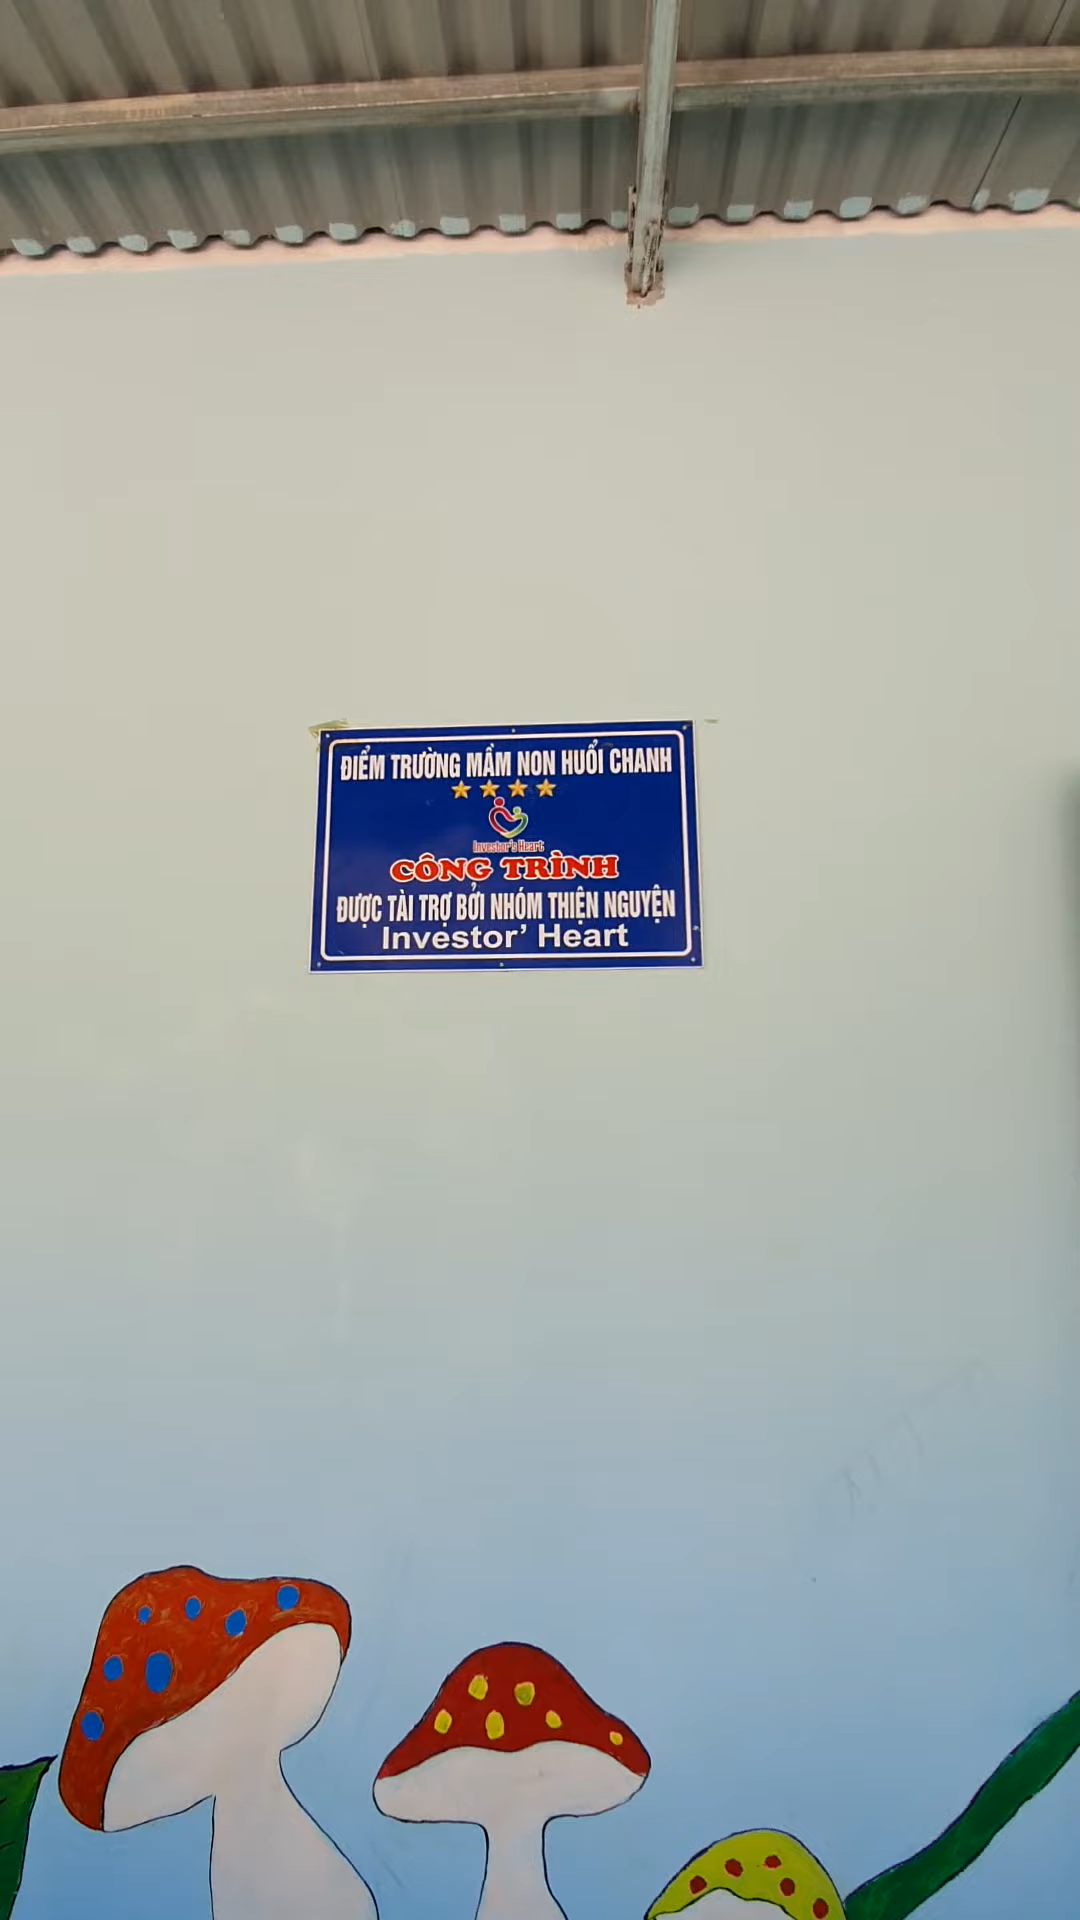 ĐIỂM TRƯỜNG MẦM NON HUỔI CHANH
Investor's Heart
CÔNG TRÌNH
ĐƯỢC TÀI TRỢ BỞI NHÓM THIỆN NGUYỆN
Investor' Heart